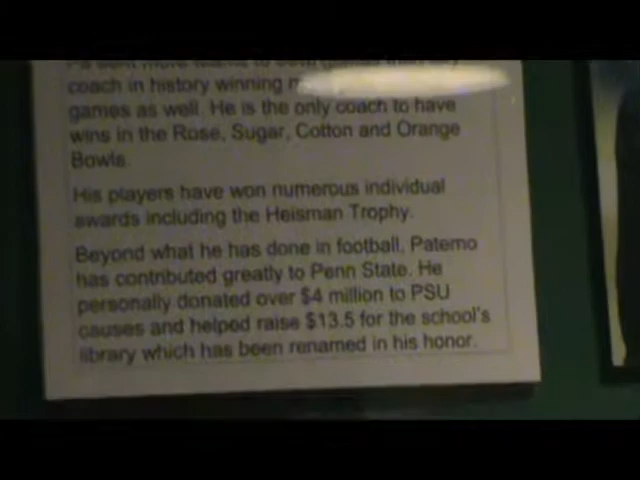 coach in history winning
games as well. He is the only coach to have
wins in the Rose, Sugar, Cotton and Orange
Bowls.
His players have won numerous individual
awards including the Heisman Trophy.
Beyond what he has done in football, Paterno
has contributed greatly to Penn State. He
personally donated over $4 million to PSU
causes and helped raise $13.5 for the school's
library which has been renamed in his honor.